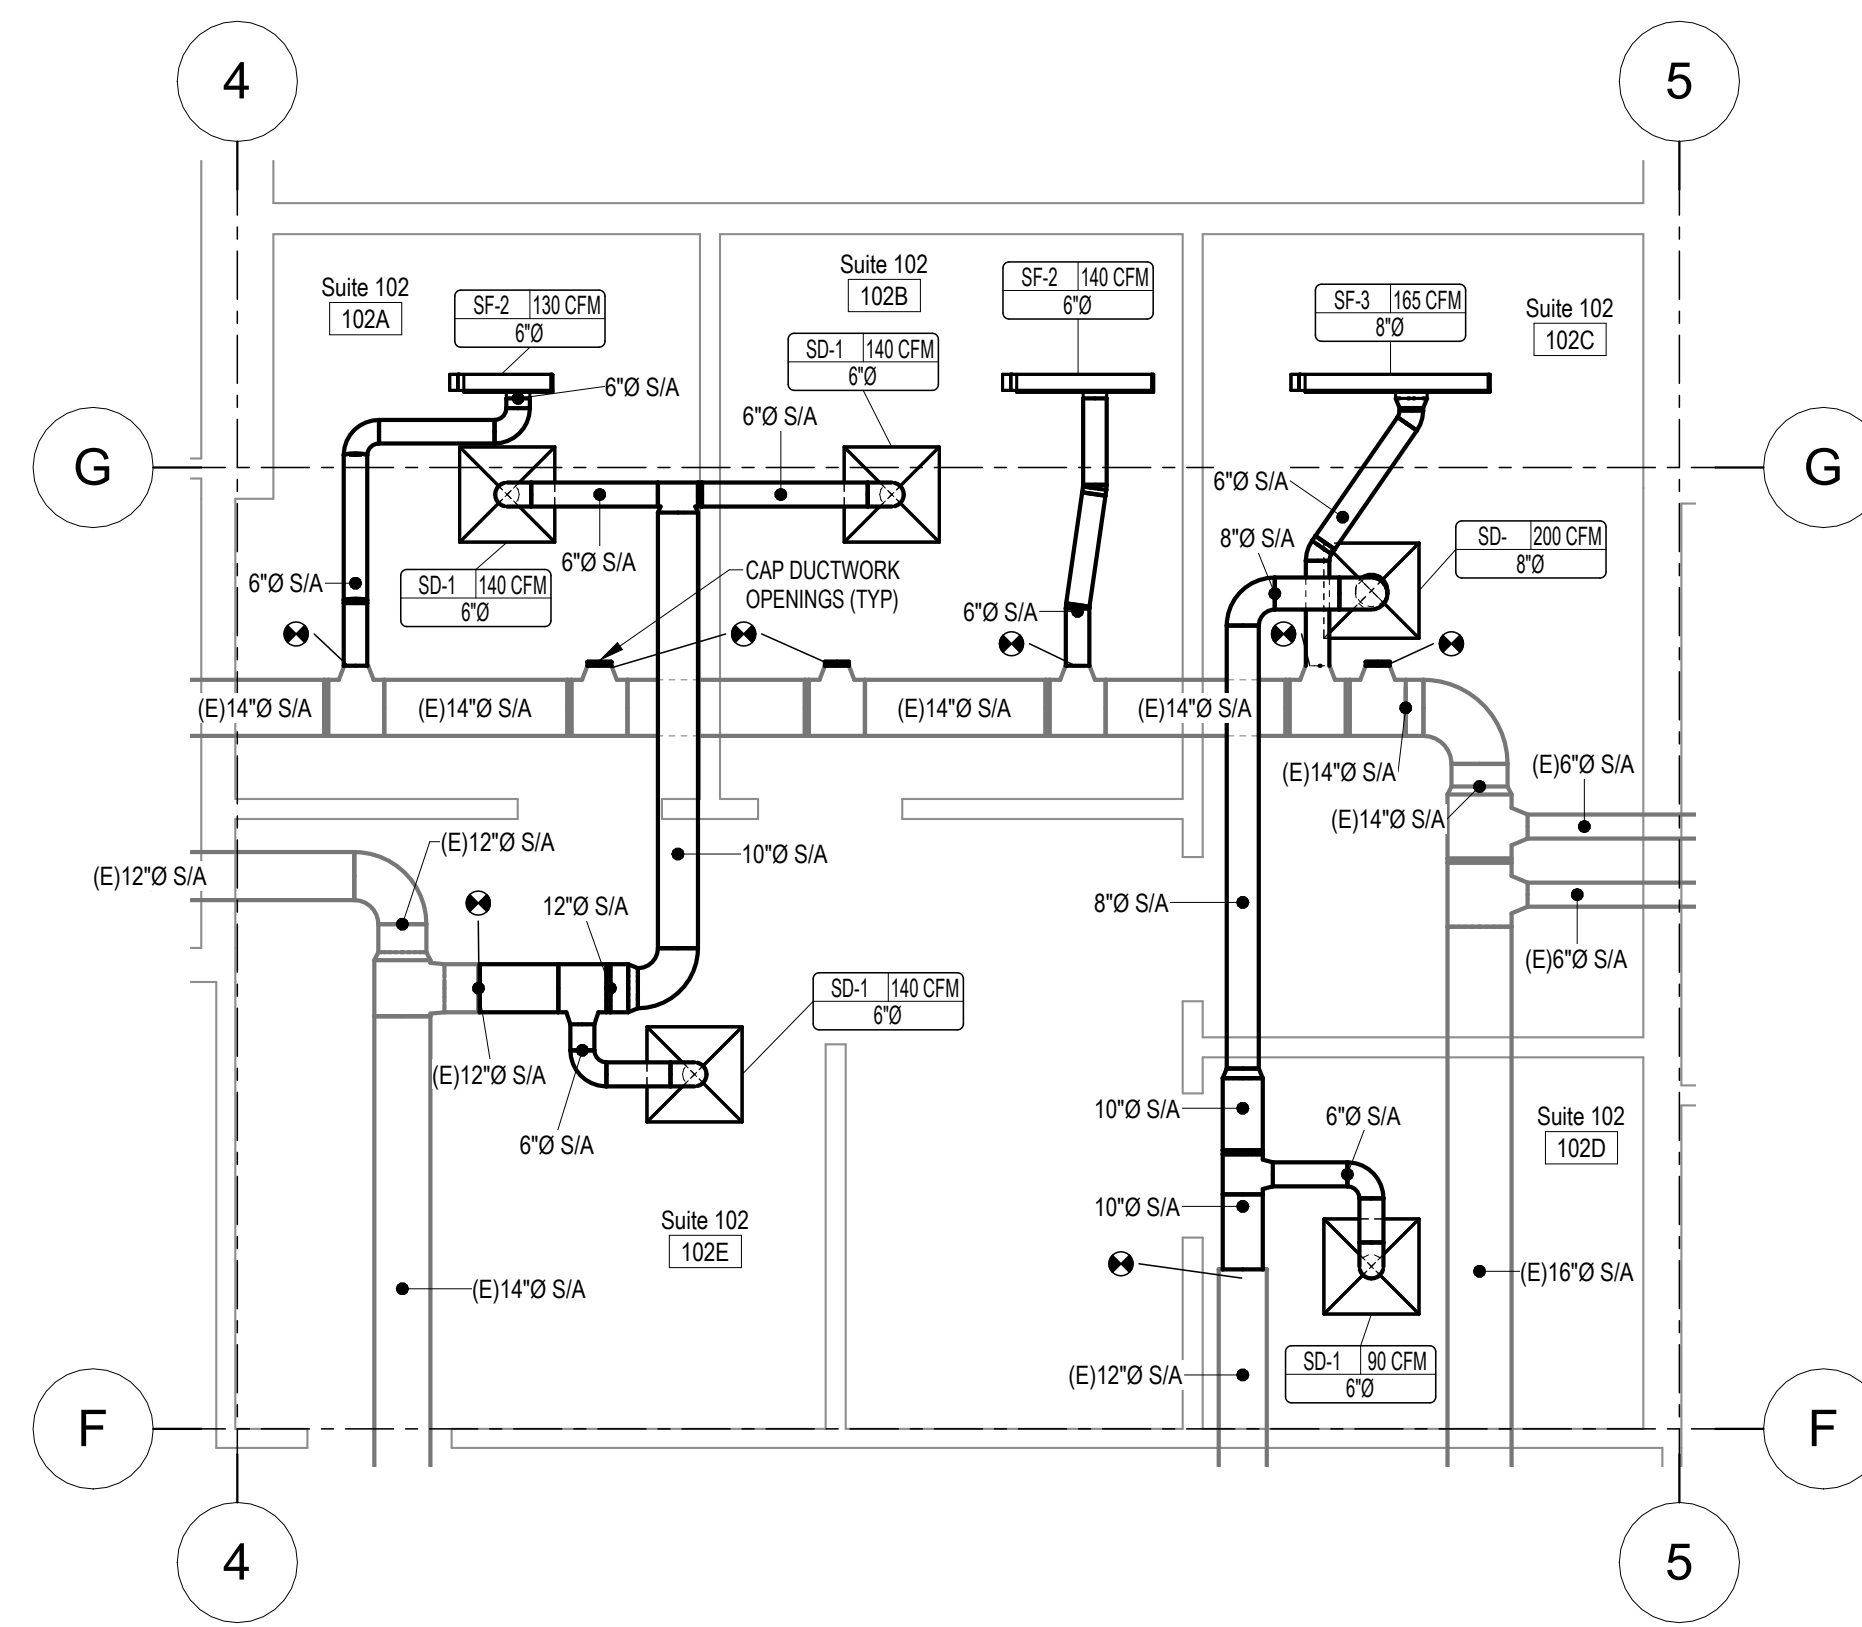 4
5
Suite 102
102A
SF-2 130 CFM
6"Ø
Suite 102
102B
SF-2 140 CFM
6"Ø
SD-1 140 CFM
6"Ø
SF-3 165 CFM
8"Ø
Suite 102
102C
6"Ø S/A
6"Ø S/A
G
G
6"Ø S/A
8"Ø S/A
SD- 200 CFM
8"Ø
6"Ø S/A
6"Ø S/A
SD-1 140 CFM
6"Ø
CAP DUCTWORK
OPENINGS (TYP)
6"Ø S/A
(E)14"Ø S/A
(E)14"Ø S/A
(E)14"Ø S/A
(E)14"Ø S/A
(E)14"Ø S/A
(E)6"Ø S/A
(E)14"Ø S/A
(E)12"Ø S/A
10"Ø S/A
(E)12"Ø S/A
12"Ø S/A
8"Ø S/A
(E)6"Ø S/A
SD-1 140 CFM
6"Ø
(E)12"Ø S/A
6"Ø S/A
10"Ø S/A
6"Ø S/A
Suite 102
102D
10"Ø S/A
Suite 102
102E
(E)14"Ø S/A
(E)16"Ø S/A
(E)12"Ø S/A
SD-1 90 CFM
6"Ø
F
F
4
5